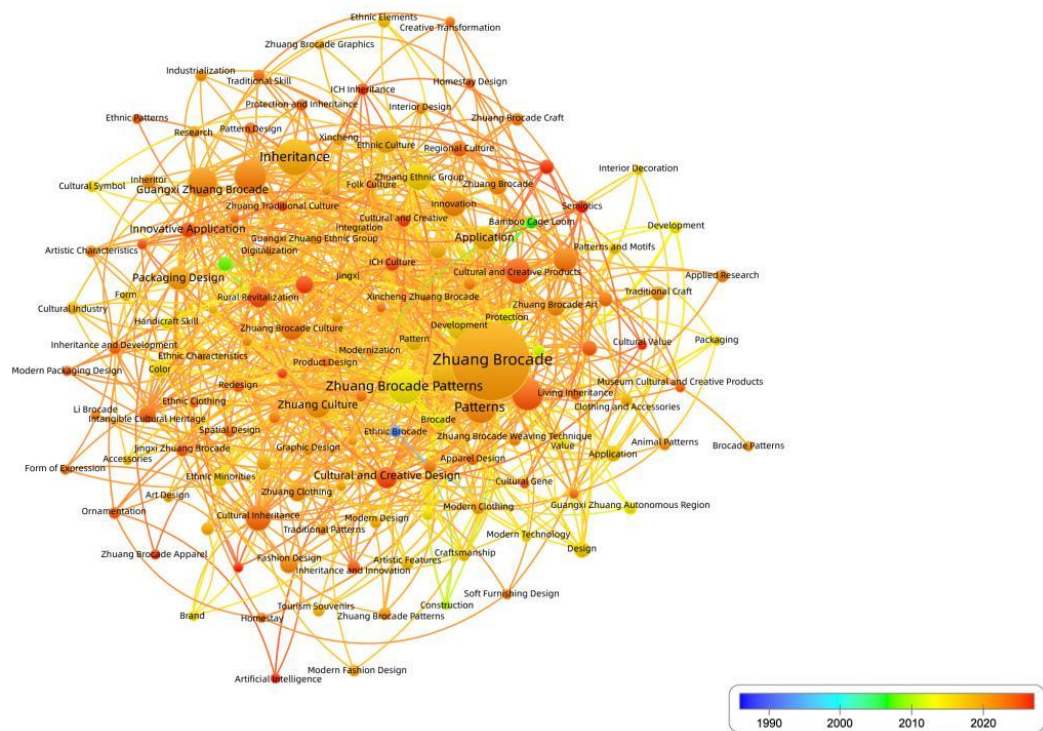 Ethnic Elements
Creative Transformation
Zhuang Brocade Graphics
Industrialization
Traditional Skill
Homestay Design
ICH Inheritance
Protection and Inheritance
Interior Design
Ethnic Patterns
Zhuang Brocade Craft
Pattern Design
Research
Xincheng
Ethnic Culture
Regional Culture
Inheritance
Interior Decoration
Zhuang Ethnic Group
Cultural Symbol
Inheritor
Guangxi Zhuang Brocade
Folk Culture
Zhuang Brocade
Zhuang Traditional Culture
Innovation
Semiotics
Cultural and Creative
Bamboo Cage Loom
Development
Innovative Application
Integration
Guangxi Zhuang Ethnic Group
Application
Patterns and Motifs
Artistic Characteristics
Digitalization
ICH Culture
Packaging Design
Jingxi
Cultural and Creative Products
Applied Research
Form
Rural Revitalization
Xincheng Zhuang Brocade
Traditional Craft
Cultural Industry
Zhuang Brocade Art
Handicraft Skill
Protection
Zhuang Brocade Culture
Development
Inheritance and Development
Pattern
Cultural Value
Packaging
Ethnic Characteristics
Modernization
Zhuang Brocade
Color
Product Design
Modern Packaging Design
Redesign
Zhuang Brocade Patterns
Museum Cultural and Creative Products
Living Inheritance
Ethnic Clothing
Zhuang Culture
Patterns
Clothing and Accessories
Li Brocade
Intangible Cultural Heritage
Brocade
Spatial Design
Ethnic Brocade
Zhuang Brocade Weaving Technique
Animal Patterns
Brocade Patterns
Jingxi Zhuang Brocade
Graphic Design
Value
Application
Accessories
Apparel Design
Form of Expression
Ethnic Minorities
Cultural and Creative Design
Cultural Gene
Art Design
Zhuang Clothing
Modern Clothing
Guangxi Zhuang Autonomous Region
Ornamentation
Cultural Inheritance
Modern Design
Traditional Patterns
Modern Technology
Zhuang Brocade Apparel
Fashion Design
Artistic Features
Craftsmanship
Design
Inheritance and Innovation
Soft Furnishing Design
Tourism Souvenirs
Construction
Brand
Homestay
Zhuang Brocade Patterns
Modern Fashion Design
Artificial Intelligence
1990 2000 2010 2020